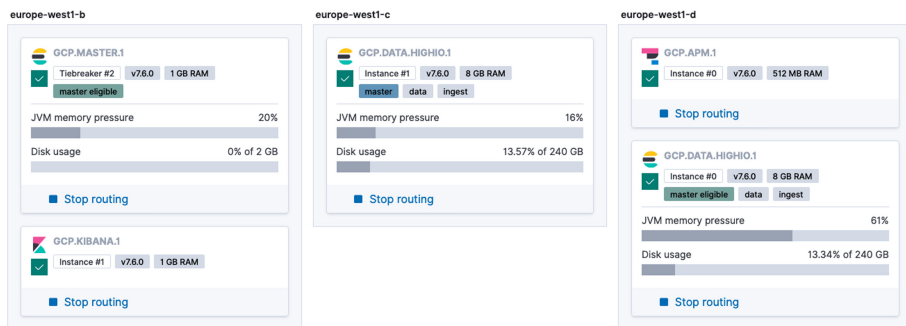 europe-west1-b
GCP.MASTER.1
Tiebreaker #2 v7.6.0 1 GB RAM
master eligible
JVM memory pressure 20%
Disk usage 0% of 2 GB
Stop routing
GCP.KIBANA.1
Instance #1 v7.6.0 1 GB RAM
Stop routing
europe-west1-c
GCP.DATA.HIGHIO.1
Instance #1 v7.6.0 8 GB RAM
master data ingest
JVM memory pressure 16%
Disk usage 13.57% of 240 GB
Stop routing
europe-west1-d
GCP.APM.1
Instance #0 v7.6.0 512 MB RAM
Stop routing
GCP.DATA.HIGHIO.1
Instance #0 v7.6.0 8 GB RAM
master eligible data ingest
JVM memory pressure 61%
Disk usage 13.34% of 240 GB
Stop routing